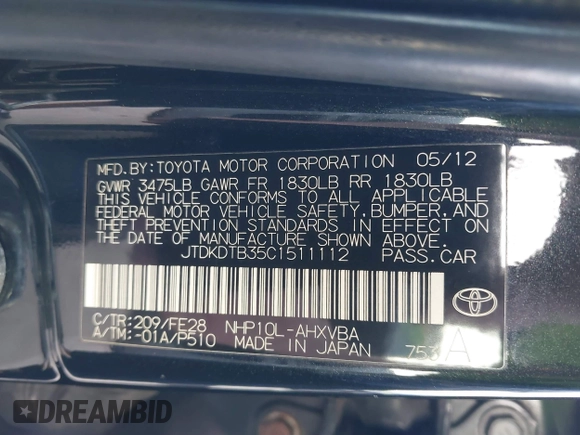 MFD. BY: TOYOTA MOTOR CORPORATION 05/12
GVWR 3475LB GAWR FR 1830LB RR 1830LB
THIS VEHICLE CONFORMS TO ALL APPLICABLE
FEDERAL MOTOR VEHICLE SAFETY, BUMPER, AND
THEFT PREVENTION STANDARDS IN EFFECT ON
THE DATE OF MANUFACTURE SHOWN ABOVE.
JTDKDTB35C1511112 PASS. CAR
C/TR: 209/FE28 NHP10L-AHXVBA
A/TM: -01A/P510 MADE IN JAPAN 753 A
DREAMBID